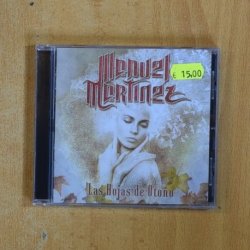 Manuel
Martinez
€ 15,00
Las Hojas de Otoño